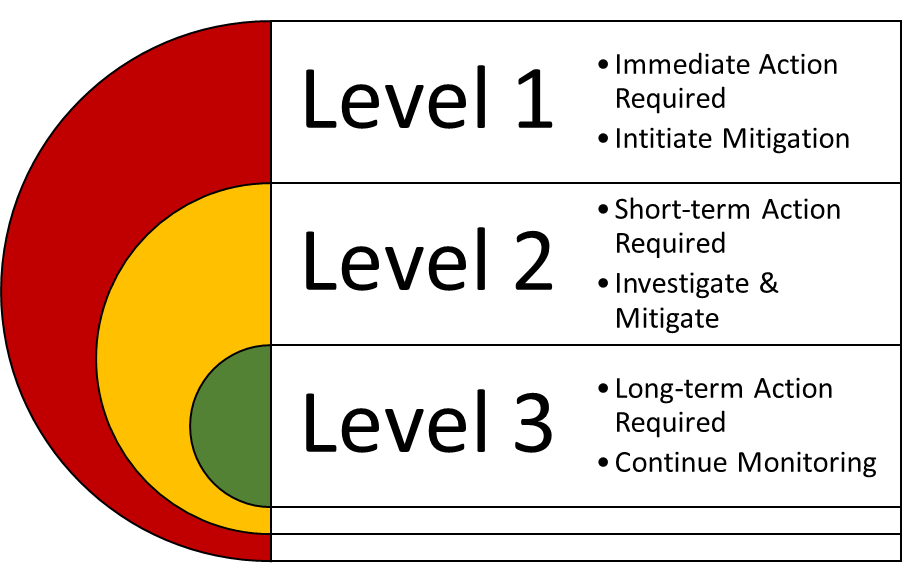 Level 1
• Immediate Action
Required
• Intitiate Mitigation
Level 2
• Short-term Action
Required
• Investigate &
Mitigate
Level 3
• Long-term Action
Required
• Continue Monitoring